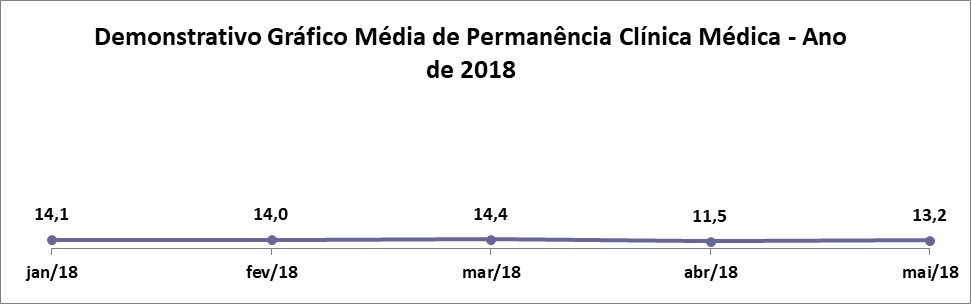 Demonstrativo Gráfico Média de Permanência Clínica Médica - Ano
de 2018
14,1 14,0 14,4 11,5 13,2
jan/18 fev/18 mar/18 abr/18 mai/18